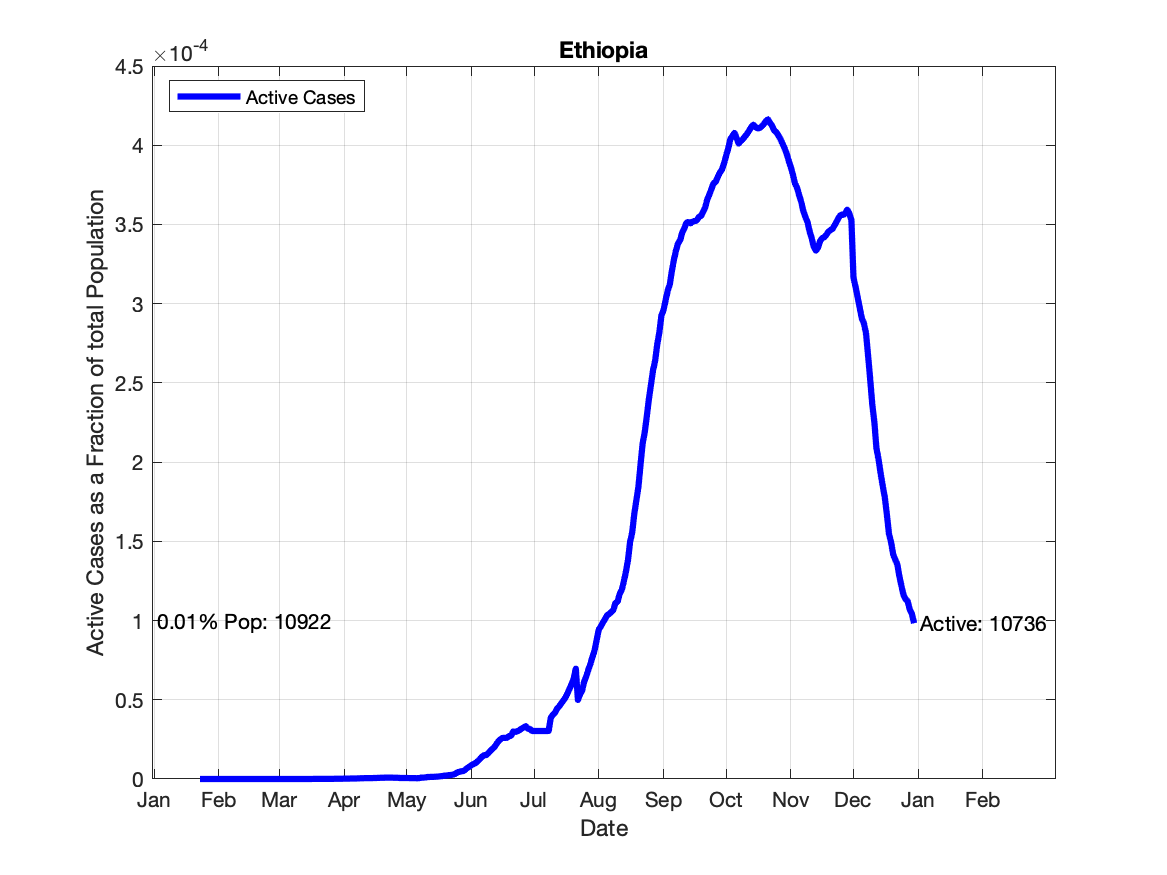 Ethiopia
×10-4
Active Cases
4.5
4
3.5
3
2.5
2
1.5
1
0.5
0
0.01% Pop: 10922
Active: 10736
Active Cases as a Fraction of total Population
Jan Feb Mar Apr May Jun Jul Aug Sep Oct Nov Dec Jan Feb
Date